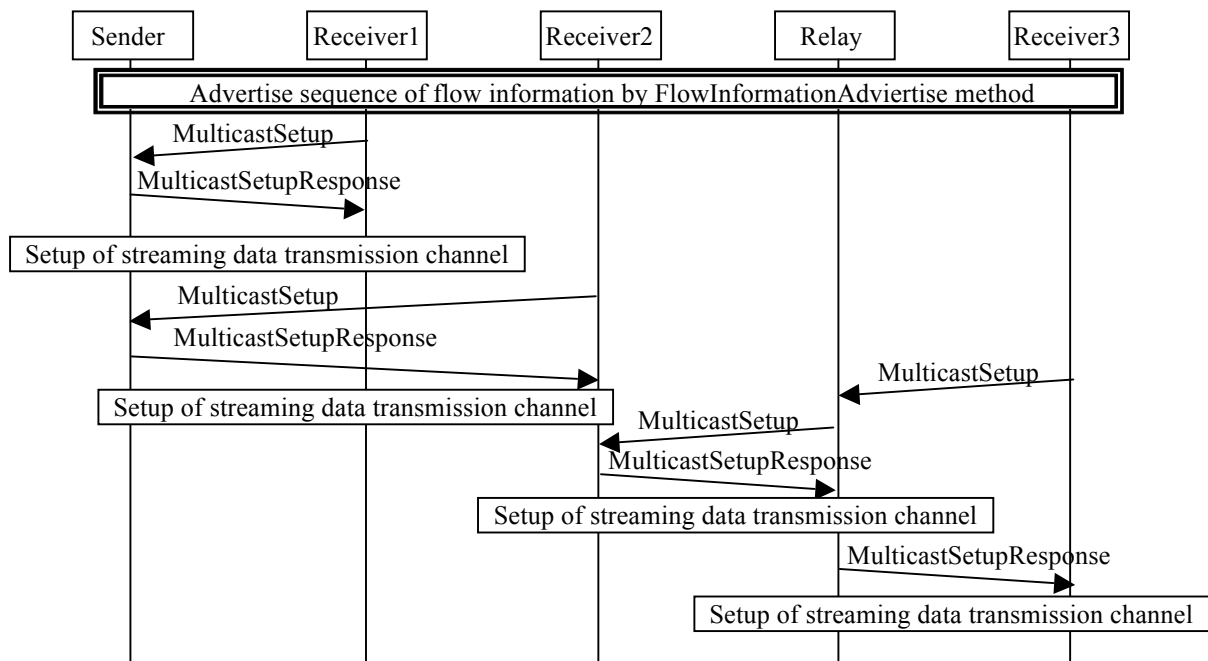 Sender
Receiver1
Receiver2
Relay
Receiver3
Advertise sequence of flow information by FlowInformationAdviertise method
MulticastSetup
MulticastSetupResponse
Setup of streaming data transmission channel
MulticastSetup
MulticastSetupResponse
MulticastSetup
Setup of streaming data transmission channel
MulticastSetup
MulticastSetupResponse
Setup of streaming data transmission channel
MulticastSetupResponse
Setup of streaming data transmission channel